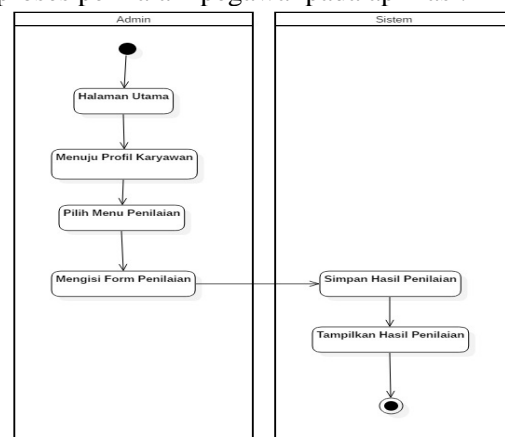 Admin
Sistem
Halaman Utama
Menuju Profil Karyawan
Pilih Menu Penilaian
Mengisi Form Penilaian
Simpan Hasil Penilaian
Tampilkan Hasil Penilaian